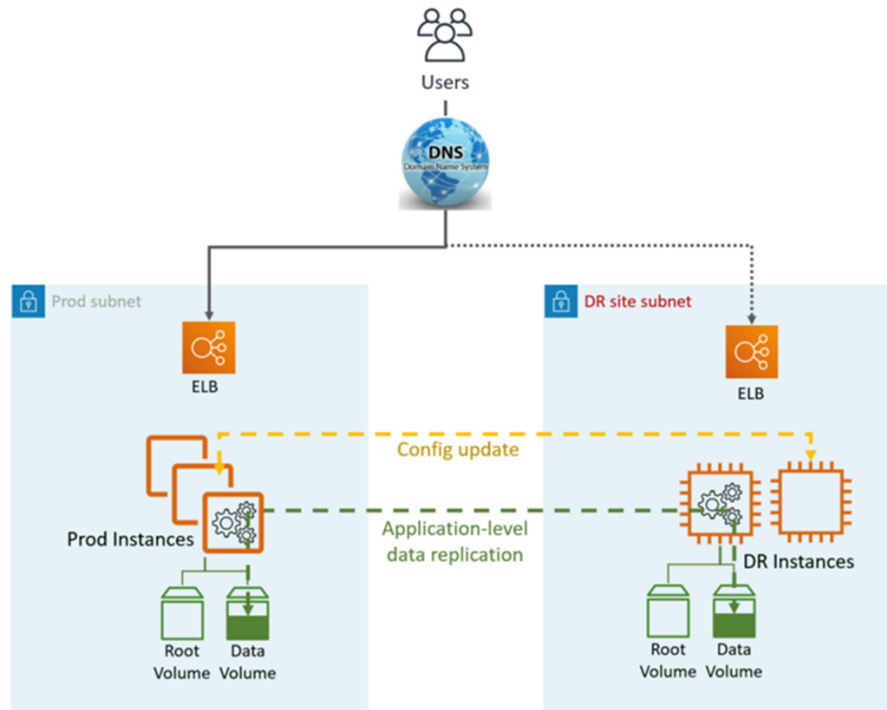 Users
DNS
Domain Name System
Prod subnet
DR site subnet
ELB
ELB
Config update
Application-level
data replication
Prod Instances
DR Instances
Root
Volume
Data
Volume
Root
Volume
Data
Volume